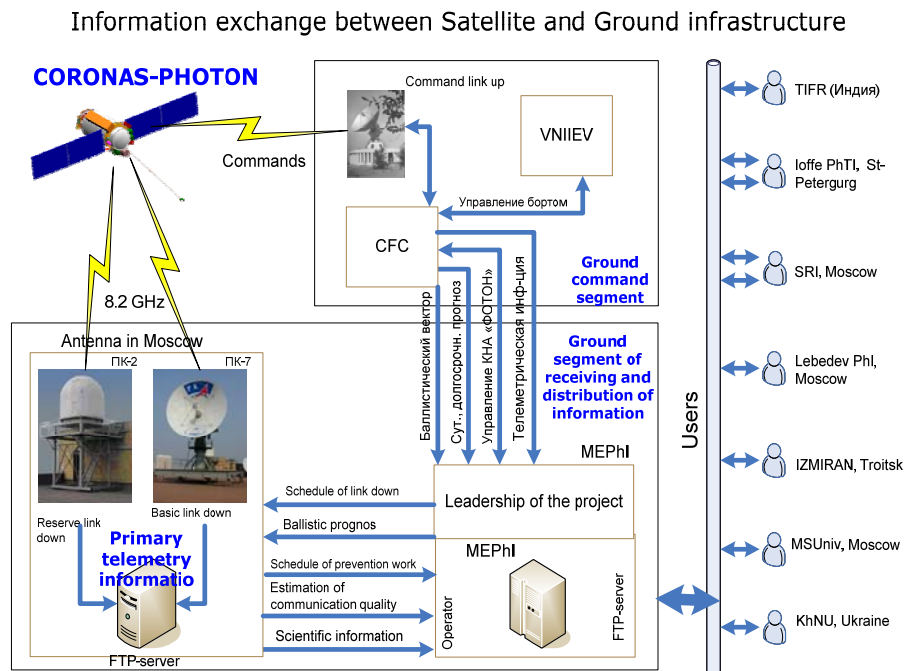 Information exchange between Satellite and Ground infrastructure
CORONAS-PHOTON
Commands
8.2 GHz
Command link up
VNIIEV
Управление бортом
CFC
Ground
command
segment
Баллистический вектор
Сут., долгосрочн. прогноз
Управление КНА «ФОТОН»
Телеметрическая инф-ция
Ground
segment of
receiving and
distribution of
information
Antenna in Moscow
ПК-2
ПК-7
Reserve link
down
Basic link down
Primary
telemetry
informatio
FTP-server
Schedule of link down
Ballistic prognos
Schedule of prevention work
Estimation of
communication quality
Scientific information
MEPhI
Leadership of the project
MEPhI
Operator
FTP-server
Users
TIFR (Индия)
Ioffe PhTI, St-
Petergurg
SRI, Moscow
Lebedev PhI,
Moscow
IZMIRAN, Troitsk
MSUniv, Moscow
KhNU, Ukraine